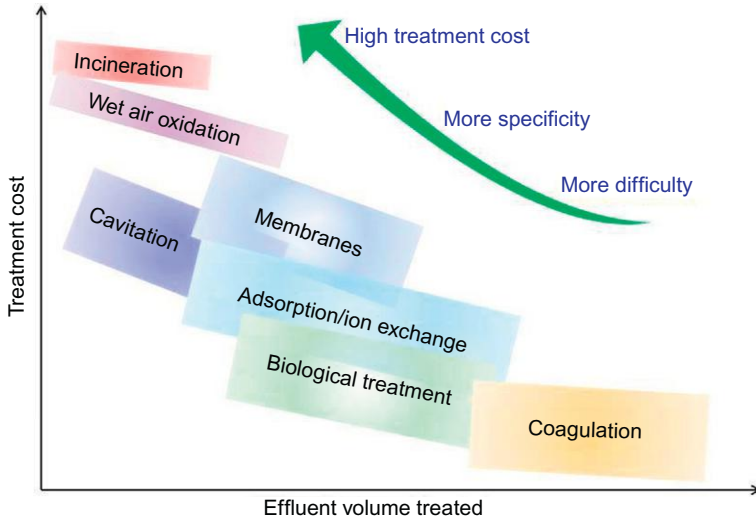 High treatment cost
Incineration
Wet air oxidation
More specificity
More difficulty
Cavitation
Membranes
Treatment cost
Adsorption/ion exchange
Biological treatment
Coagulation
Effluent volume treated